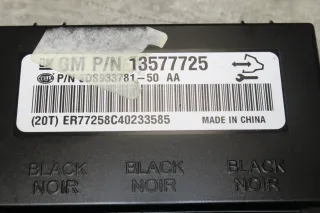 GM P/N 13577725
P/N 5DS933781-50 AA
(20T) ER77258C40233585
MADE IN CHINA
BLACK BLACK BLACK
NOIR NOIR NOIR